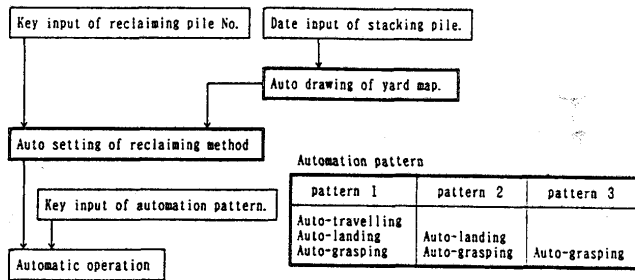 Key input of reclaiming pile No.
Date input of stacking pile.
Auto drawing of yard map.
Auto setting of reclaiming method
Key input of automation pattern.
Automatic operation
Automation pattern
pattern 1 pattern 2 pattern 3
Auto-travelling
Auto-landing Auto-landing
Auto-grasping Auto-grasping Auto-grasping